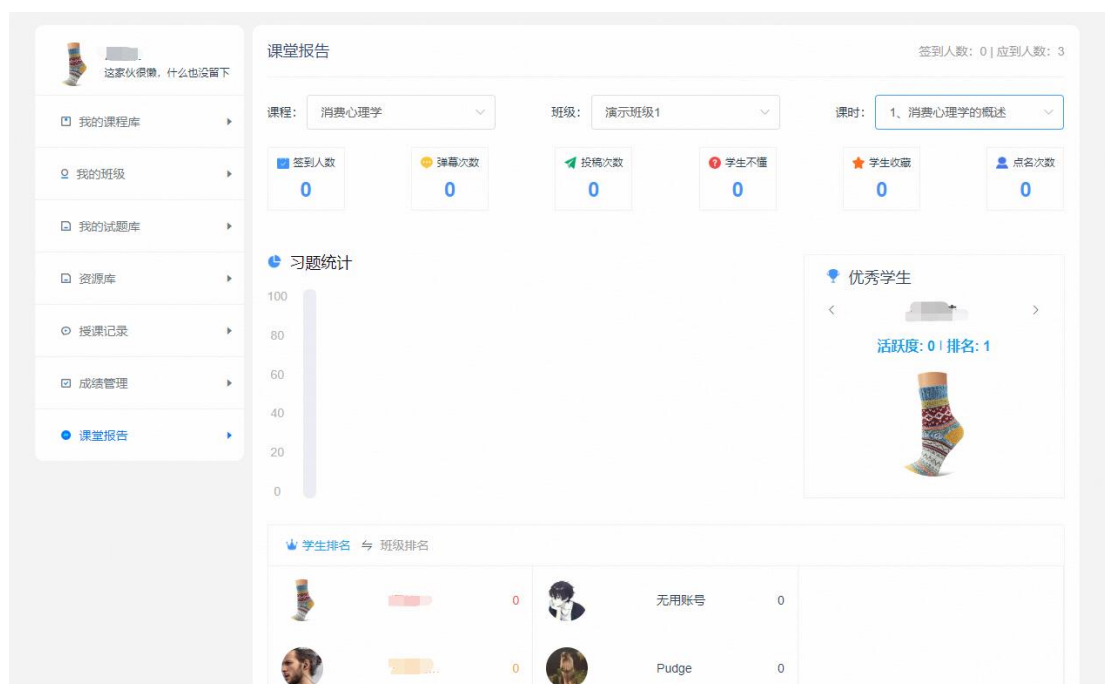 这家伙很懒，什么也没留下
我的课程库
我的班级
我的试题库
资源库
授课记录
成绩管理
课堂报告
课堂报告
签到人数：0 | 应到人数：3
课程： 消费心理学 班级： 演示班级1 课时： 1、消费心理学的概述
签到人数 弹幕次数 投稿次数 学生不懂 学生收藏 点名次数
0 0 0 0 0 0
习题统计
100
80
60
40
20
0
优秀学生
活跃度: 0 | 排名: 1
学生排名 班级排名
0 无用账号 0
0 Pudge 0